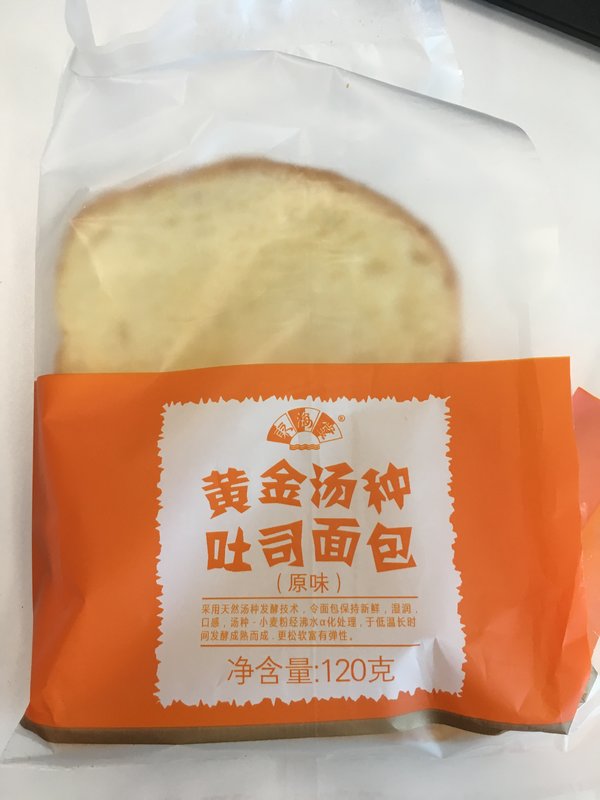 ®
黄金汤种
吐司面包
(原味)
采用天然汤种发酵技术，令面包保持新鲜，湿润，
口感，汤种·小麦粉经沸水α化处理，于低温长时
间发酵成熟而成，更松软富有弹性。
净含量:120克